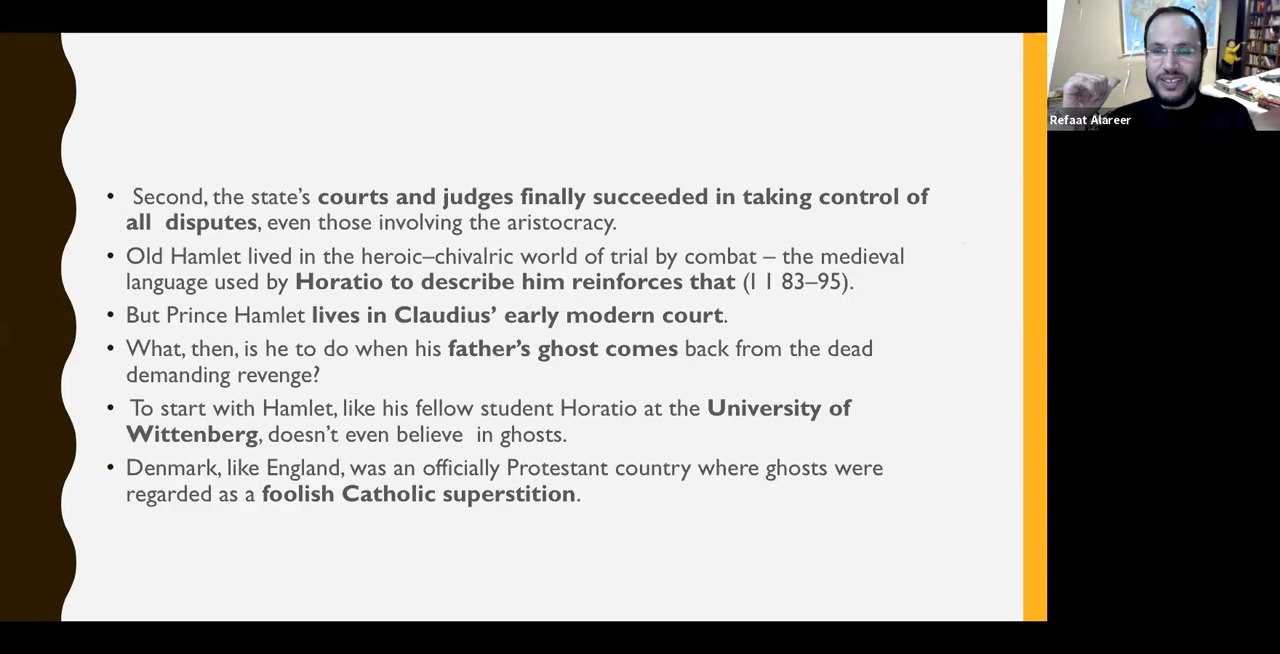 • Second, the state's courts and judges finally succeeded in taking control of
all disputes, even those involving the aristocracy.
• Old Hamlet lived in the heroic–chivalric world of trial by combat – the medieval
language used by Horatio to describe him reinforces that (I 1 83–95).
• But Prince Hamlet lives in Claudius' early modern court.
• What, then, is he to do when his father's ghost comes back from the dead
demanding revenge?
• To start with Hamlet, like his fellow student Horatio at the University of
Wittenberg, doesn't even believe in ghosts.
• Denmark, like England, was an officially Protestant country where ghosts were
regarded as a foolish Catholic superstition.
Refaat Alareer